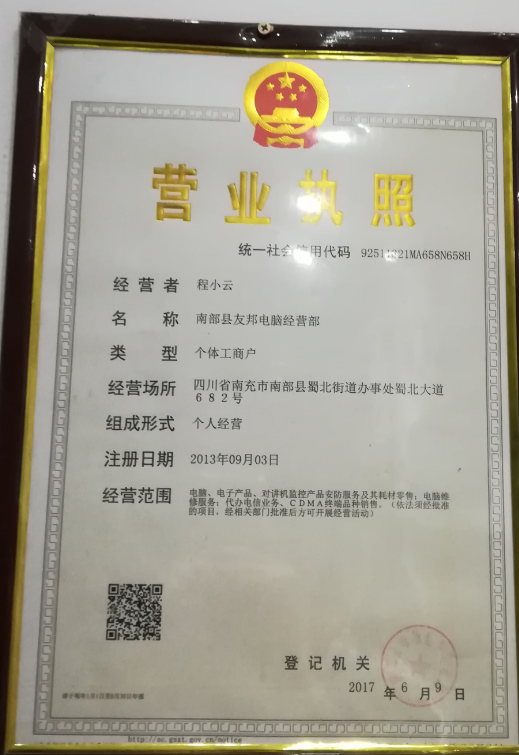 营业执照
统一社会信用代码 92511321MA658N658H
经营者 程小云
名称 南部县友邦电脑经营部
类型 个体工商户
经营场所 四川省南充市南部县蜀北街道办事处蜀北大道
682号
组成形式 个人经营
注册日期 2013年09月03日
经营范围 电脑、电子产品、对讲机监控产品安防服务及其耗材零售；电脑维
修服务；代办电信业务、CDMA终端品种销售。（依法须经批准
的项目，经相关部门批准后方可开展经营活动）
登记机关
2017年6月9日